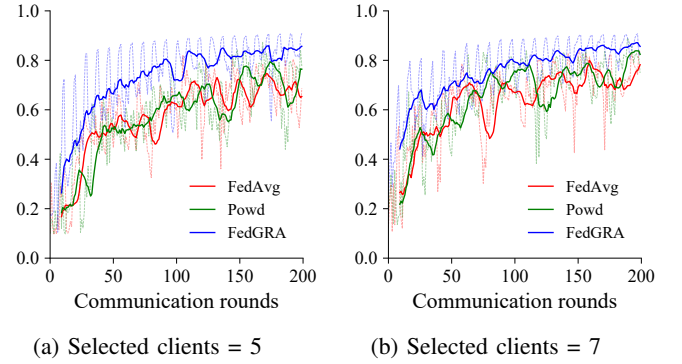 1.0
0.8
0.6
0.4
0.2
0.0
0 50 100 150 200
FedAvg
Powd
FedGRA
Communication rounds
(a) Selected clients = 5
1.0
0.8
0.6
0.4
0.2
0.0
0 50 100 150 200
FedAvg
Powd
FedGRA
Communication rounds
(b) Selected clients = 7